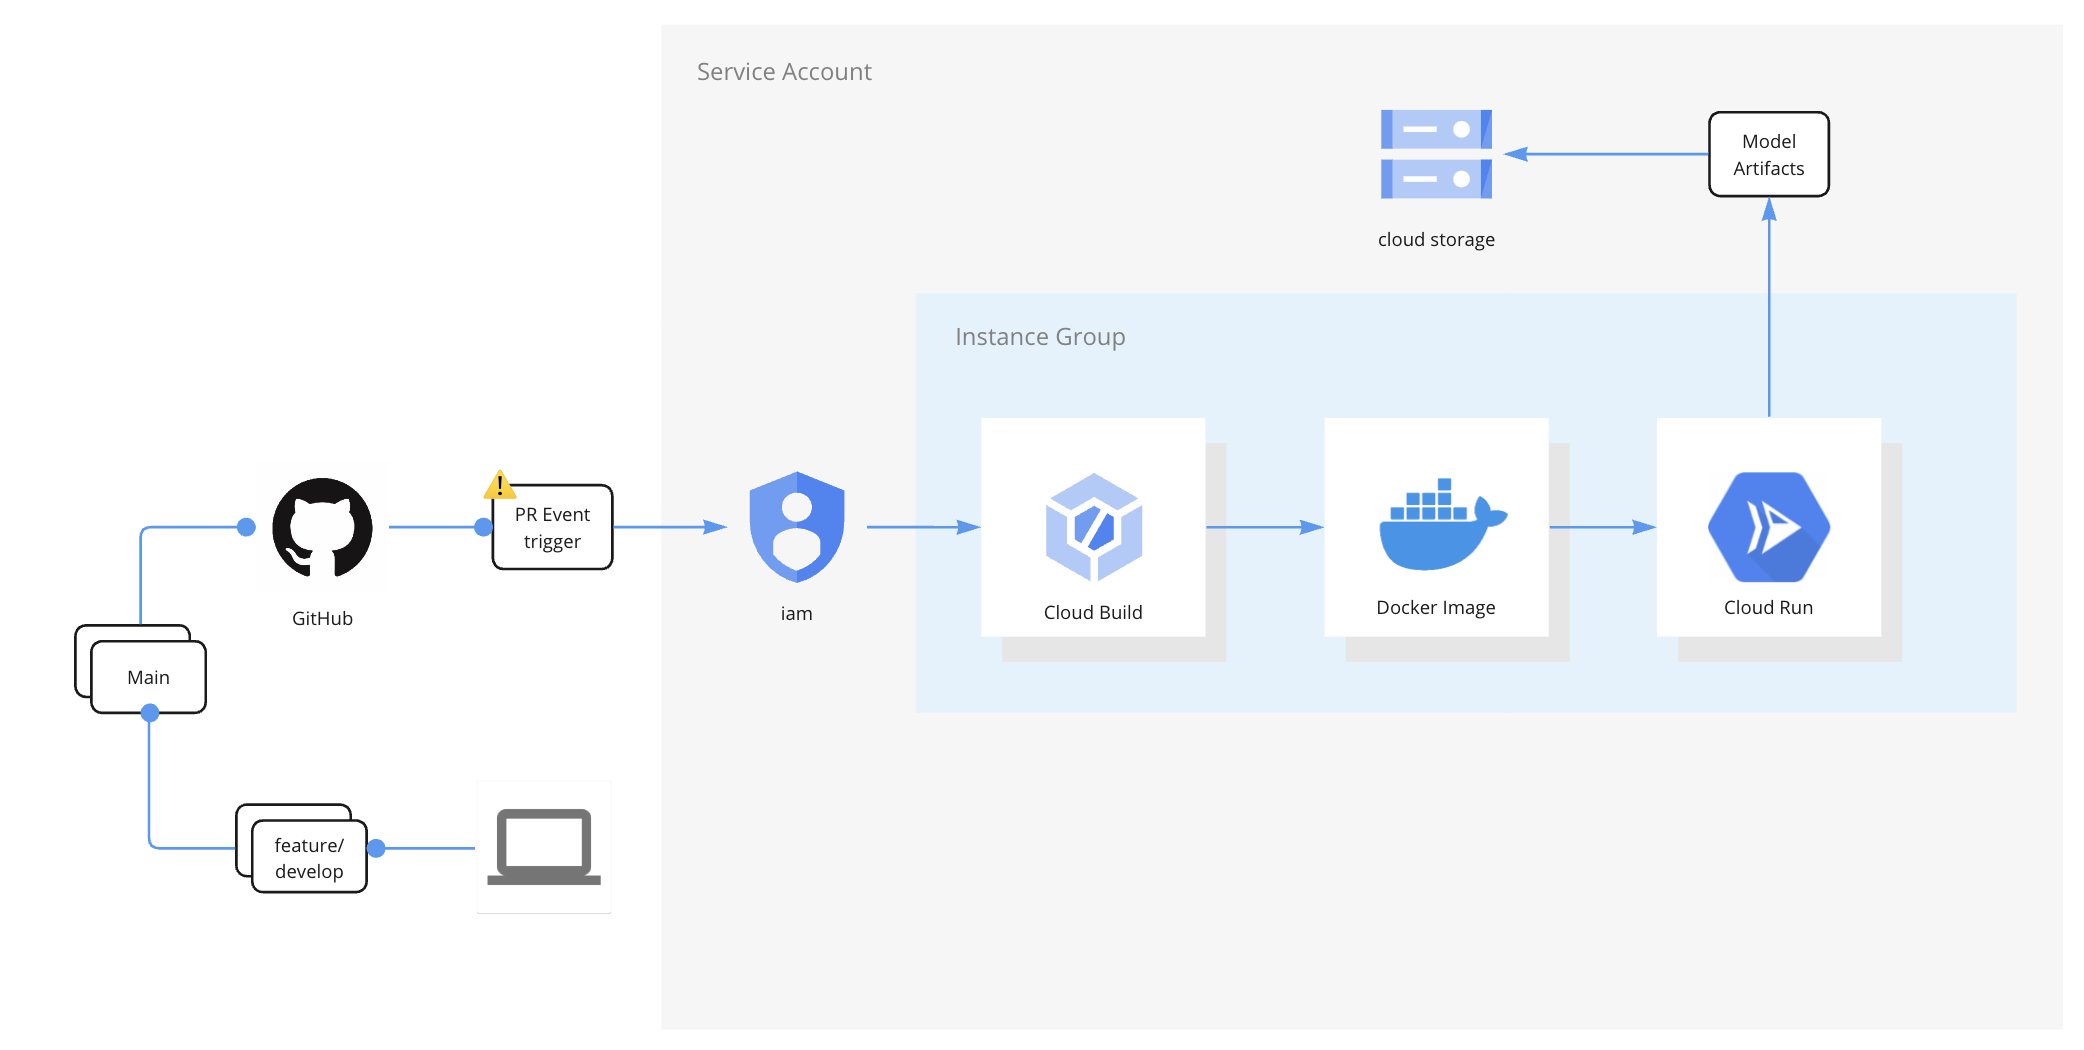 Service Account
Model
Artifacts
cloud storage
Instance Group
PR Event
trigger
GitHub
iam
Cloud Build
Docker Image
Cloud Run
Main
feature/
develop